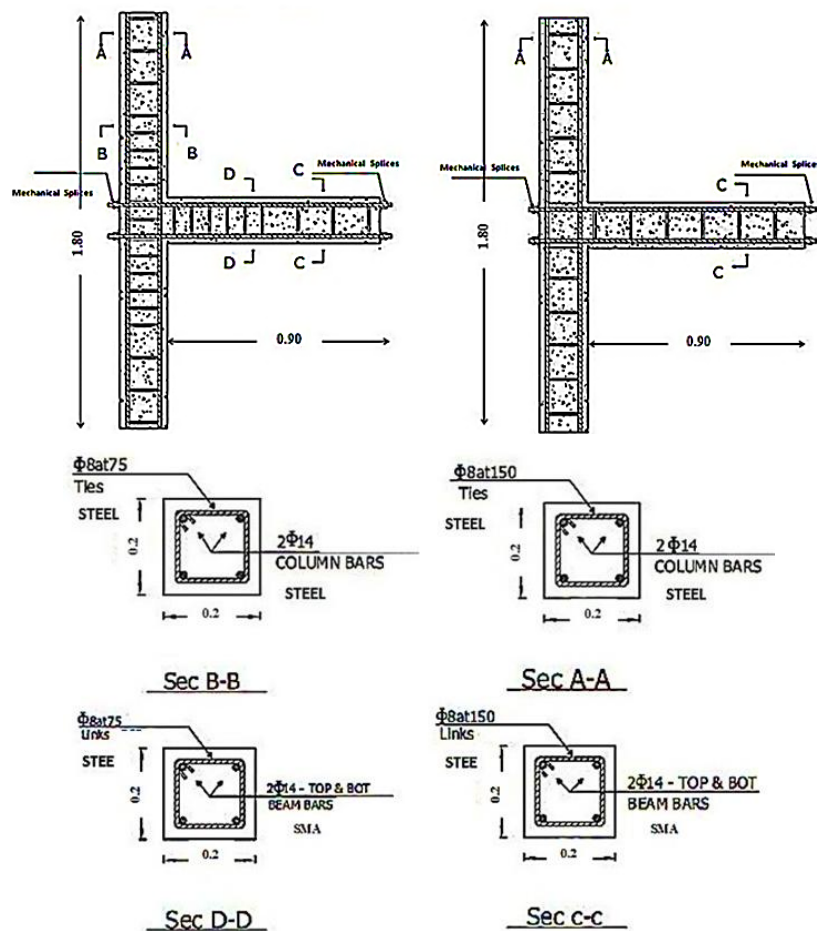 A A
A A
B B
D C
Mechanical Splices
Mechanical Splices
Mechanical Splices
C
Mechanical Splices
1.80
1.80
D C
C
0.90
0.90
Φ8at75
Ties
STEEL
0.2
2Φ14
COLUMN BARS
STEEL
0.2
Sec B-B
Φ8at150
Ties
STEEL
0.2
2Φ14
COLUMN BARS
STEEL
0.2
Sec A-A
Φ8at75
Links
STEE
0.2
2Φ14 - TOP & BOT
BEAM BARS
SMA
0.2
Sec D-D
Φ8at150
Links
STEE
0.2
2Φ14 - TOP & BOT
BEAM BARS
SMA
0.2
Sec c-c